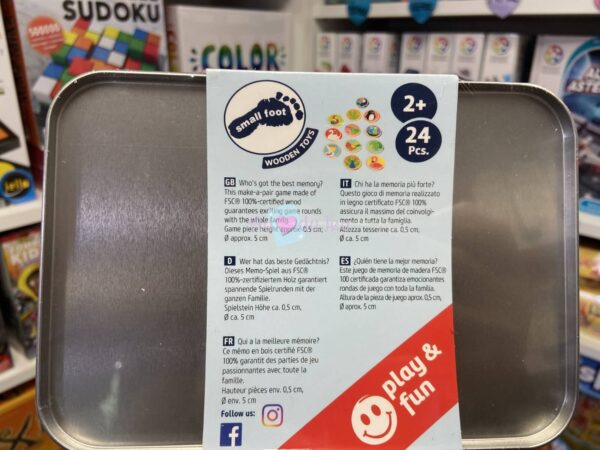 SUDOKU
COLOR
small foot
WOODEN TOYS
2+
24
Pcs.
GB Who's got the best memory?
This make-a-pair game made of
FSC® 100%-certified wood
guarantees exciting game rounds
with the whole family.
Game piece height approx. 0,5 cm,
Ø approx. 5 cm
D Wer hat das beste Gedächtnis?
Dieses Memo-Spiel aus FSC®
100%-zertifiziertem Holz garantiert
spannende Spielrunden mit der
ganzen Familie.
Spielstein Höhe ca. 0,5 cm,
Ø ca. 5 cm
FR Qui a la meilleure mémoire?
Ce mémo en bois certifié FSC®
100% garantit des parties de jeu
passionnantes avec toute la
famille.
Hauteur pièces env. 0,5 cm,
Ø env. 5 cm
IT Chi he la memoria più forte?
Questo gioco di memoria realizzato
in legno certificato FSC® 100%
assicura il massimo del coinvolgi-
mento a tutta la famiglia.
Altezza tesserine ca. 0,5 cm,
Ø ca. 5 cm
ES ¿Quién tiene la mejor memoria?
Este juego de memoria de madera FSC®
100 certificada garantiza emocionantes
rondas de juego con toda la familia.
Altura de la pieza de juego aprox. 0,5 cm,
Ø aprox. 5 cm
Follow us:
play &
fun